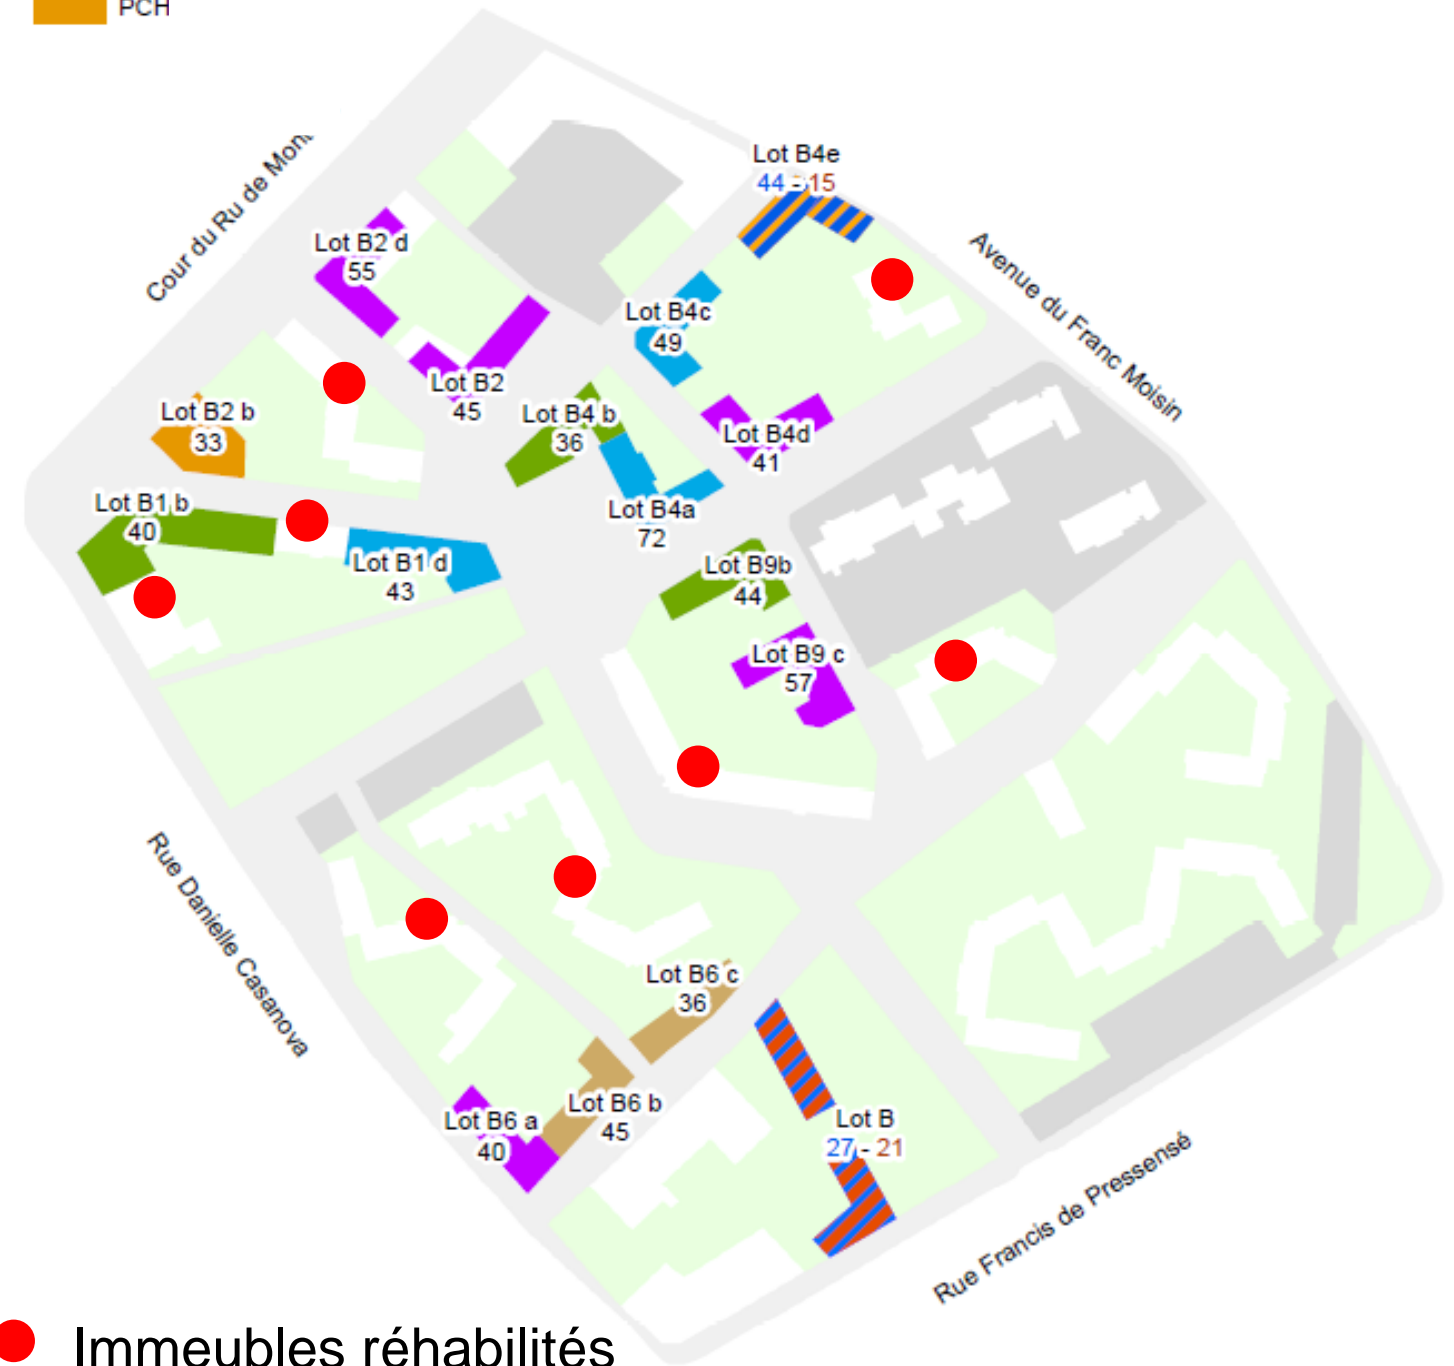 PCH
Cour du Ru de Mont
Lot B4e
44 - 15
Avenue du Franc Moisin
Lot B2 d
55
Lot B4c
49
Lot B2
45
Lot B2 b
33
Lot B4 b
36
Lot B4d
41
Lot B1 b
40
Lot B4a
72
Lot B1 d
43
Lot B9b
44
Lot B9 c
57
Rue Danielle Casanova
Lot B6 c
36
Lot B6 b
45
Lot B6 a
40
Lot B
27 - 21
Rue Francis de Pressensé
Immeubles réhabilités